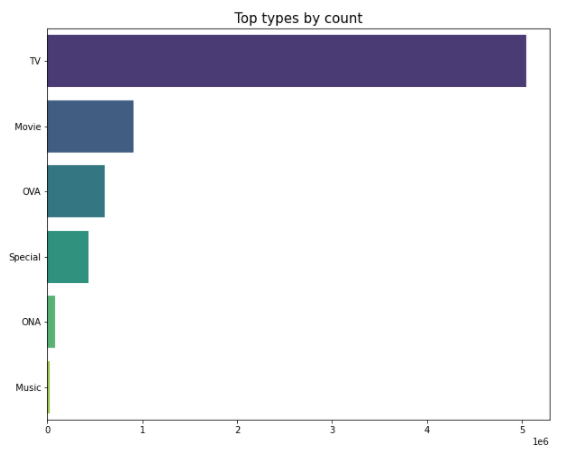 Top types by count
TV
Movie
OVA
Special
ONA
Music
0 1 2 3 4 5
1e6